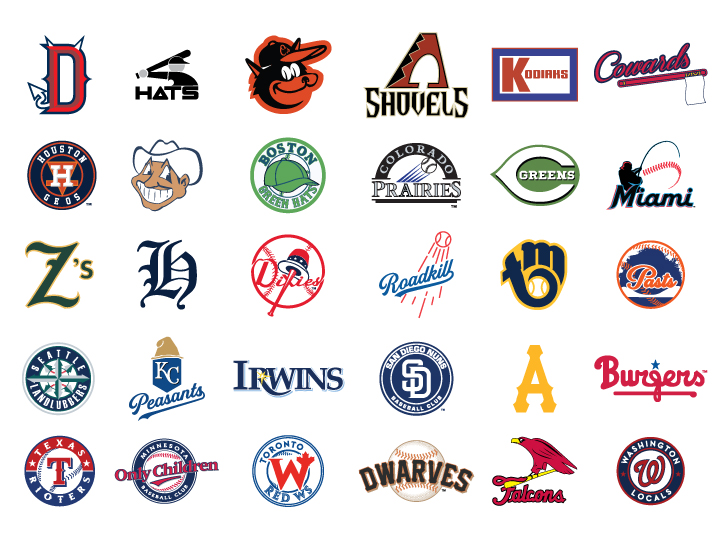 D
HATS
SHOVELS
KODIAKS
Cowards
HOUSTON
H
GEOS
BOSTON
GREEN HATS
COLORADO
PRAIRIES
GREENS
Miami
Z's
H
Dixies
Roadkill
m
Pasts
SEATTLE
LANDLUBBERS
KC
Peasants
IRWINS
SAN DIEGO NUNS
SD
BASEBALL CLUB
A
Burgers
TEXAS
T
RIOTERS
MINNESOTA
Only Children
BASEBALL CLUB
TORONTO
W
RED WS
DWARVES
Falcons
WASHINGTON
W
LOCALS